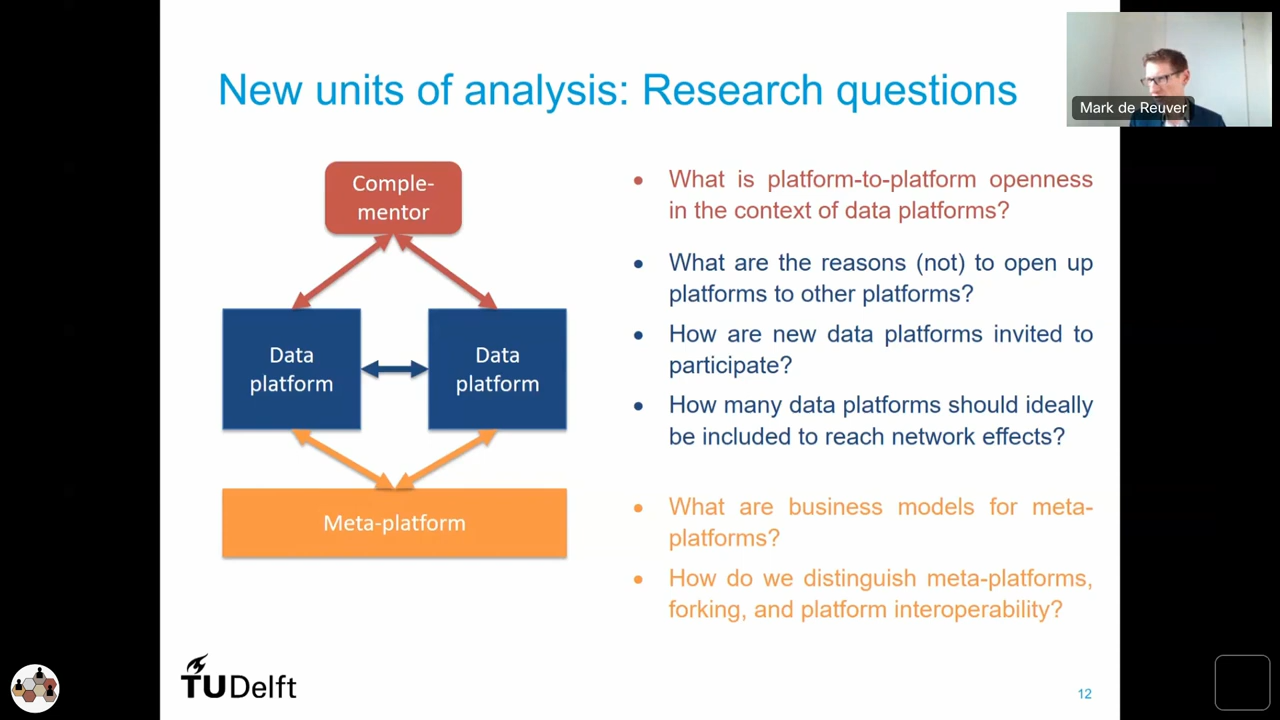 New units of analysis: Research questions
Mark de Reuver
Comple-
mentor
Data
platform
Data
platform
Meta-platform
• What is platform-to-platform openness
in the context of data platforms?
• What are the reasons (not) to open up
platforms to other platforms?
• How are new data platforms invited to
participate?
• How many data platforms should ideally
be included to reach network effects?
• What are business models for meta-
platforms?
• How do we distinguish meta-platforms,
forking, and platform interoperability?
TUDelft
12